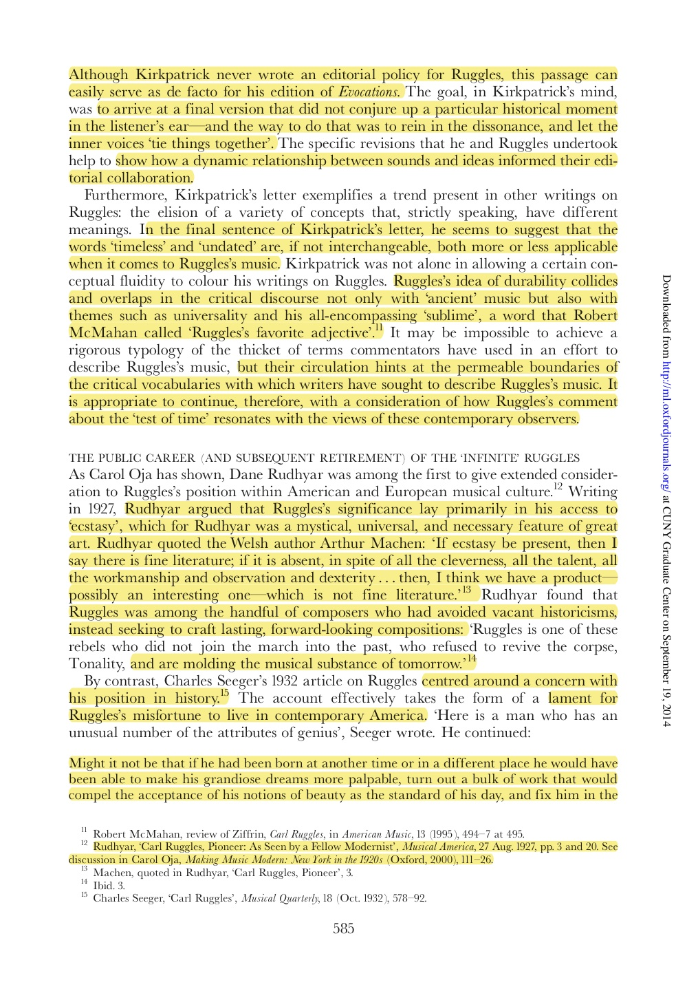 Although Kirkpatrick never wrote an editorial policy for Ruggles, this passage can
easily serve as de facto for his edition of Evocations. The goal, in Kirkpatrick's mind,
was to arrive at a final version that did not conjure up a particular historical moment
in the listener's ear—and the way to do that was to rein in the dissonance, and let the
inner voices 'tie things together'. The specific revisions that he and Ruggles undertook
help to show how a dynamic relationship between sounds and ideas informed their edi-
torial collaboration.
Furthermore, Kirkpatrick's letter exemplifies a trend present in other writings on
Ruggles: the elision of a variety of concepts that, strictly speaking, have different
meanings. In the final sentence of Kirkpatrick's letter, he seems to suggest that the
words 'timeless' and 'undated' are, if not interchangeable, both more or less applicable
when it comes to Ruggles's music. Kirkpatrick was not alone in allowing a certain con-
ceptual fluidity to colour his writings on Ruggles. Ruggles's idea of durability collides
and overlaps in the critical discourse not only with 'ancient' music but also with
themes such as universality and his all-encompassing 'sublime', a word that Robert
McMahan called 'Ruggles's favorite adjective'.11 It may be impossible to achieve a
rigorous typology of the thicket of terms commentators have used in an effort to
describe Ruggles's music, but their circulation hints at the permeable boundaries of
the critical vocabularies with which writers have sought to describe Ruggles's music. It
is appropriate to continue, therefore, with a consideration of how Ruggles's comment
about the 'test of time' resonates with the views of these contemporary observers.
THE PUBLIC CAREER (AND SUBSEQUENT RETIREMENT) OF THE 'INFINITE' RUGGLES
As Carol Oja has shown, Dane Rudhyar was among the first to give extended consider-
ation to Ruggles's position within American and European musical culture.12 Writing
in 1927, Rudhyar argued that Ruggles's significance lay primarily in his access to
'ecstasy', which for Rudhyar was a mystical, universal, and necessary feature of great
art. Rudhyar quoted the Welsh author Arthur Machen: 'If ecstasy be present, then I
say there is fine literature; if it is absent, in spite of all the cleverness, all the talent, all
the workmanship and observation and dexterity . . . then, I think we have a product—
possibly an interesting one—which is not fine literature.'13 Rudhyar found that
Ruggles was among the handful of composers who had avoided vacant historicisms,
instead seeking to craft lasting, forward-looking compositions: 'Ruggles is one of these
rebels who did not join the march into the past, who refused to revive the corpse,
Tonality, and are molding the musical substance of tomorrow.'14
By contrast, Charles Seeger's 1932 article on Ruggles centred around a concern with
his position in history.15 The account effectively takes the form of a lament for
Ruggles's misfortune to live in contemporary America. 'Here is a man who has an
unusual number of the attributes of genius', Seeger wrote. He continued:
Might it not be that if he had been born at another time or in a different place he would have
been able to make his grandiose dreams more palpable, turn out a bulk of work that would
compel the acceptance of his notions of beauty as the standard of his day, and fix him in the
11 Robert McMahan, review of Ziffrin, Carl Ruggles, in American Music, 13 (1995), 494–7 at 495.
12 Rudhyar, 'Carl Ruggles, Pioneer: As Seen by a Fellow Modernist', Musical America, 27 Aug. 1927, pp. 3 and 20. See
discussion in Carol Oja, Making Music Modern: New York in the 1920s (Oxford, 2000), 111–26.
13 Machen, quoted in Rudhyar, 'Carl Ruggles, Pioneer', 3.
14 Ibid. 3.
15 Charles Seeger, 'Carl Ruggles', Musical Quarterly, 18 (Oct. 1932), 578–92.
585
Downloaded from http://ml.oxfordjournals.org/ at CUNY Graduate Center on September 19, 2014